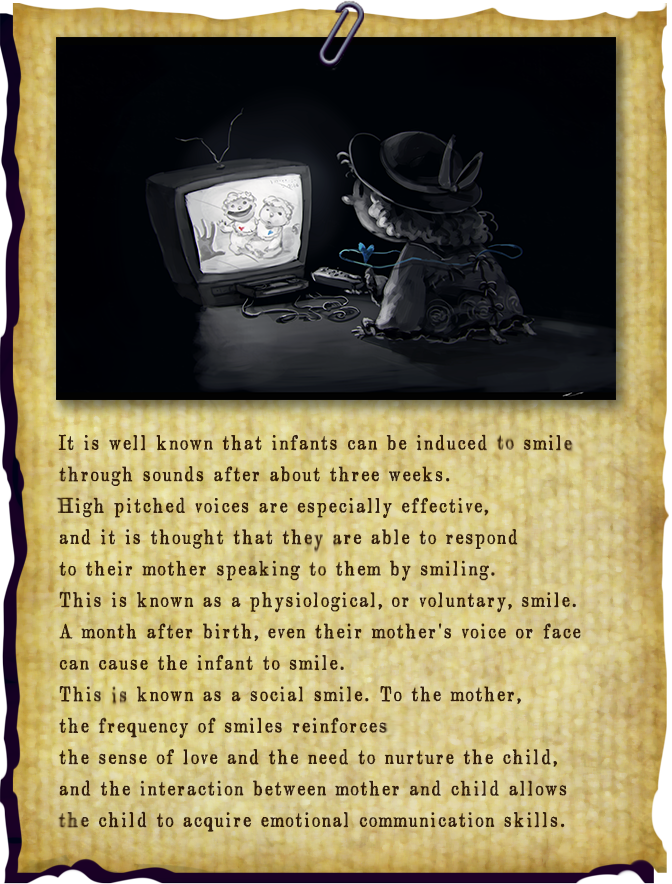 It is well known that infants can be induced to smile
through sounds after about three weeks.
High pitched voices are especially effective,
and it is thought that they are able to respond
to their mother speaking to them by smiling.
This is known as a physiological, or voluntary, smile.
A month after birth, even their mother's voice or face
can cause the infant to smile.
This is known as a social smile. To the mother,
the frequency of smiles reinforces
the sense of love and the need to nurture the child,
and the interaction between mother and child allows
the child to acquire emotional communication skills.